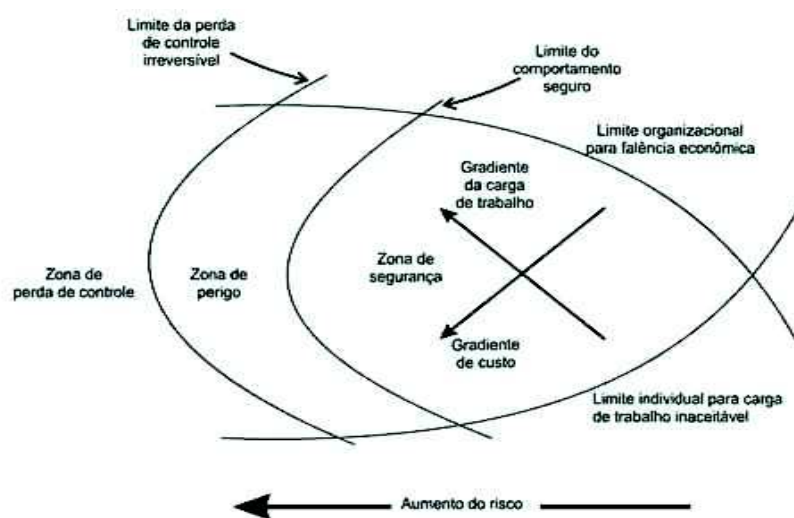 Limite da perda
de controle
irreversível
Limite do
comportamento
seguro
Limite organizacional
para falência econômica
Gradiente
da carga
de trabalho
Zona de
perda de controle
Zona de
perigo
Zona de
segurança
Gradiente
de custo
Limite individual para carga
de trabalho inaceitável
Aumento do risco